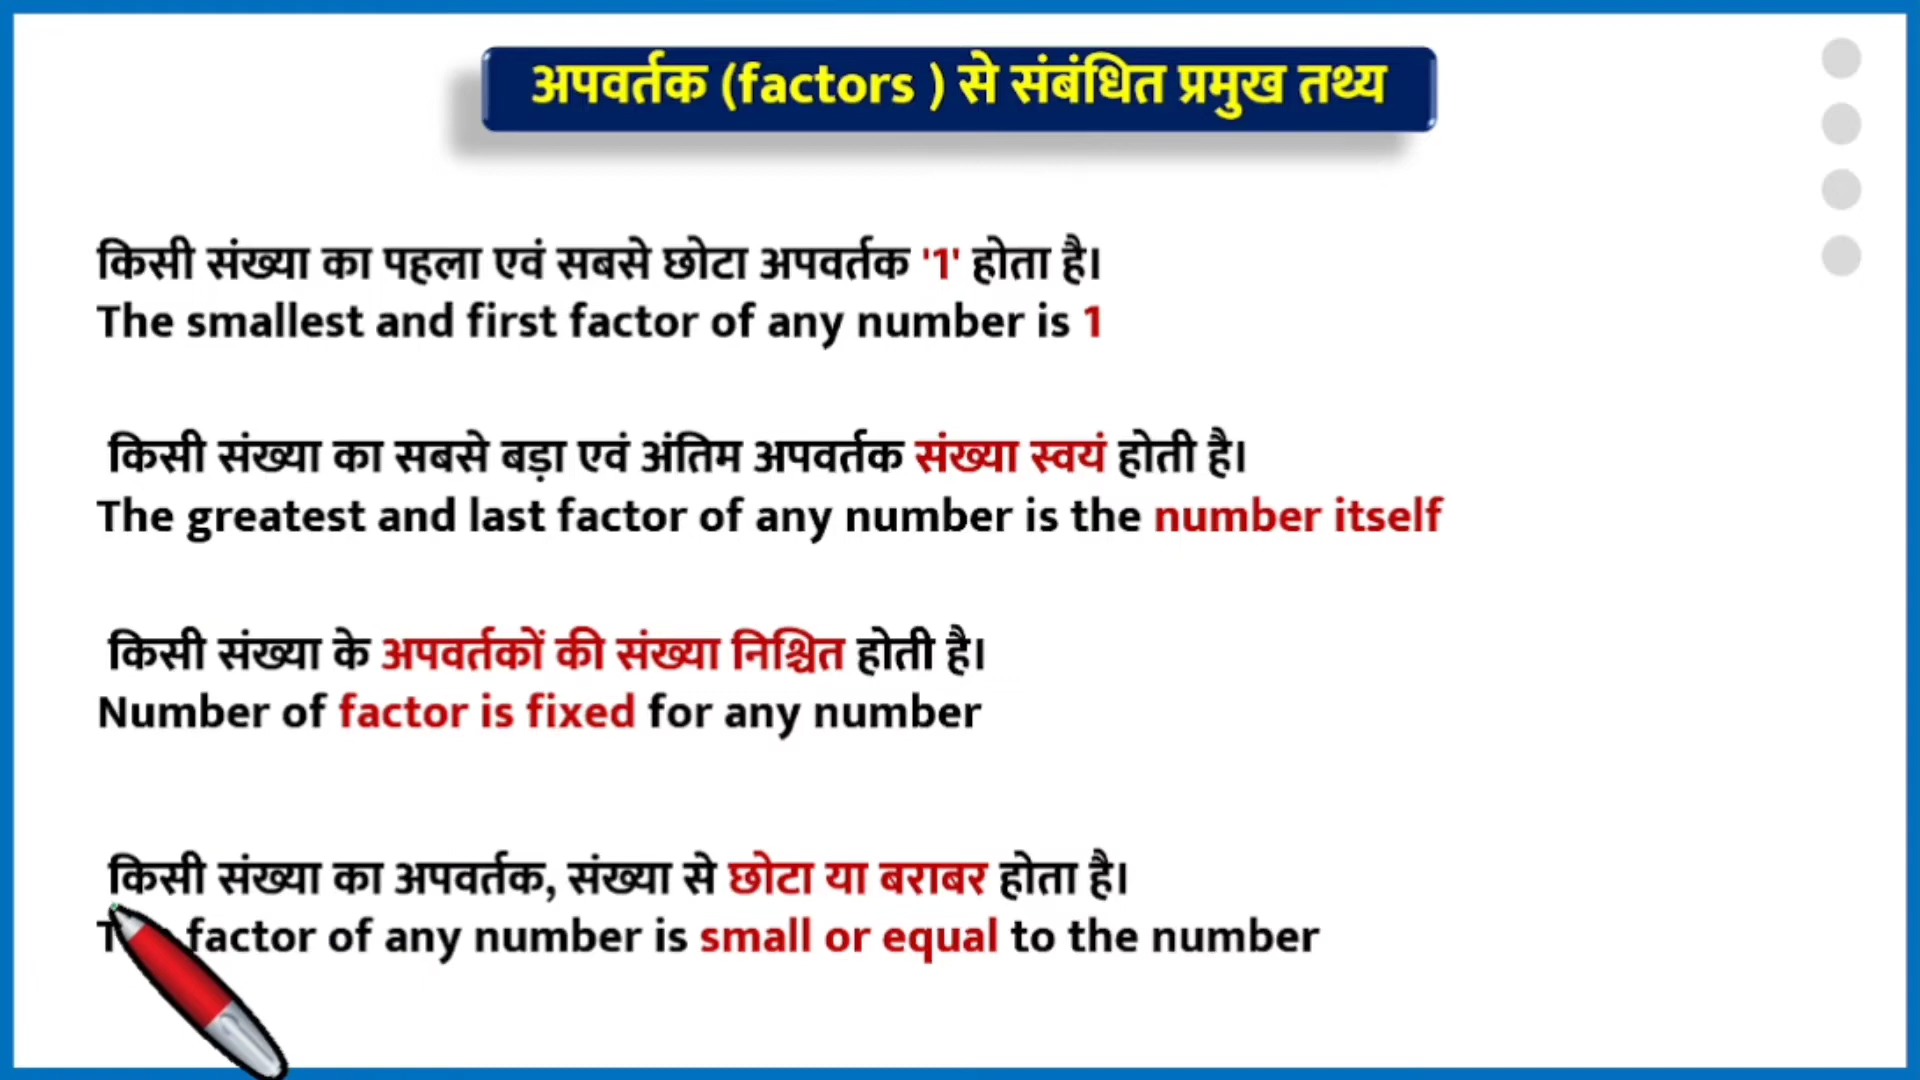 अपवर्तक (factors ) से संबंधित प्रमुख तथ्य
किसी संख्या का पहला एवं सबसे छोटा अपवर्तक '1' होता है।
The smallest and first factor of any number is 1
किसी संख्या का सबसे बड़ा एवं अंतिम अपवर्तक संख्या स्वयं होती है।
The greatest and last factor of any number is the number itself
किसी संख्या के अपवर्तकों की संख्या निश्चित होती है।
Number of factor is fixed for any number
किसी संख्या का अपवर्तक, संख्या से छोटा या बराबर होता है।
factor of any number is small or equal to the number